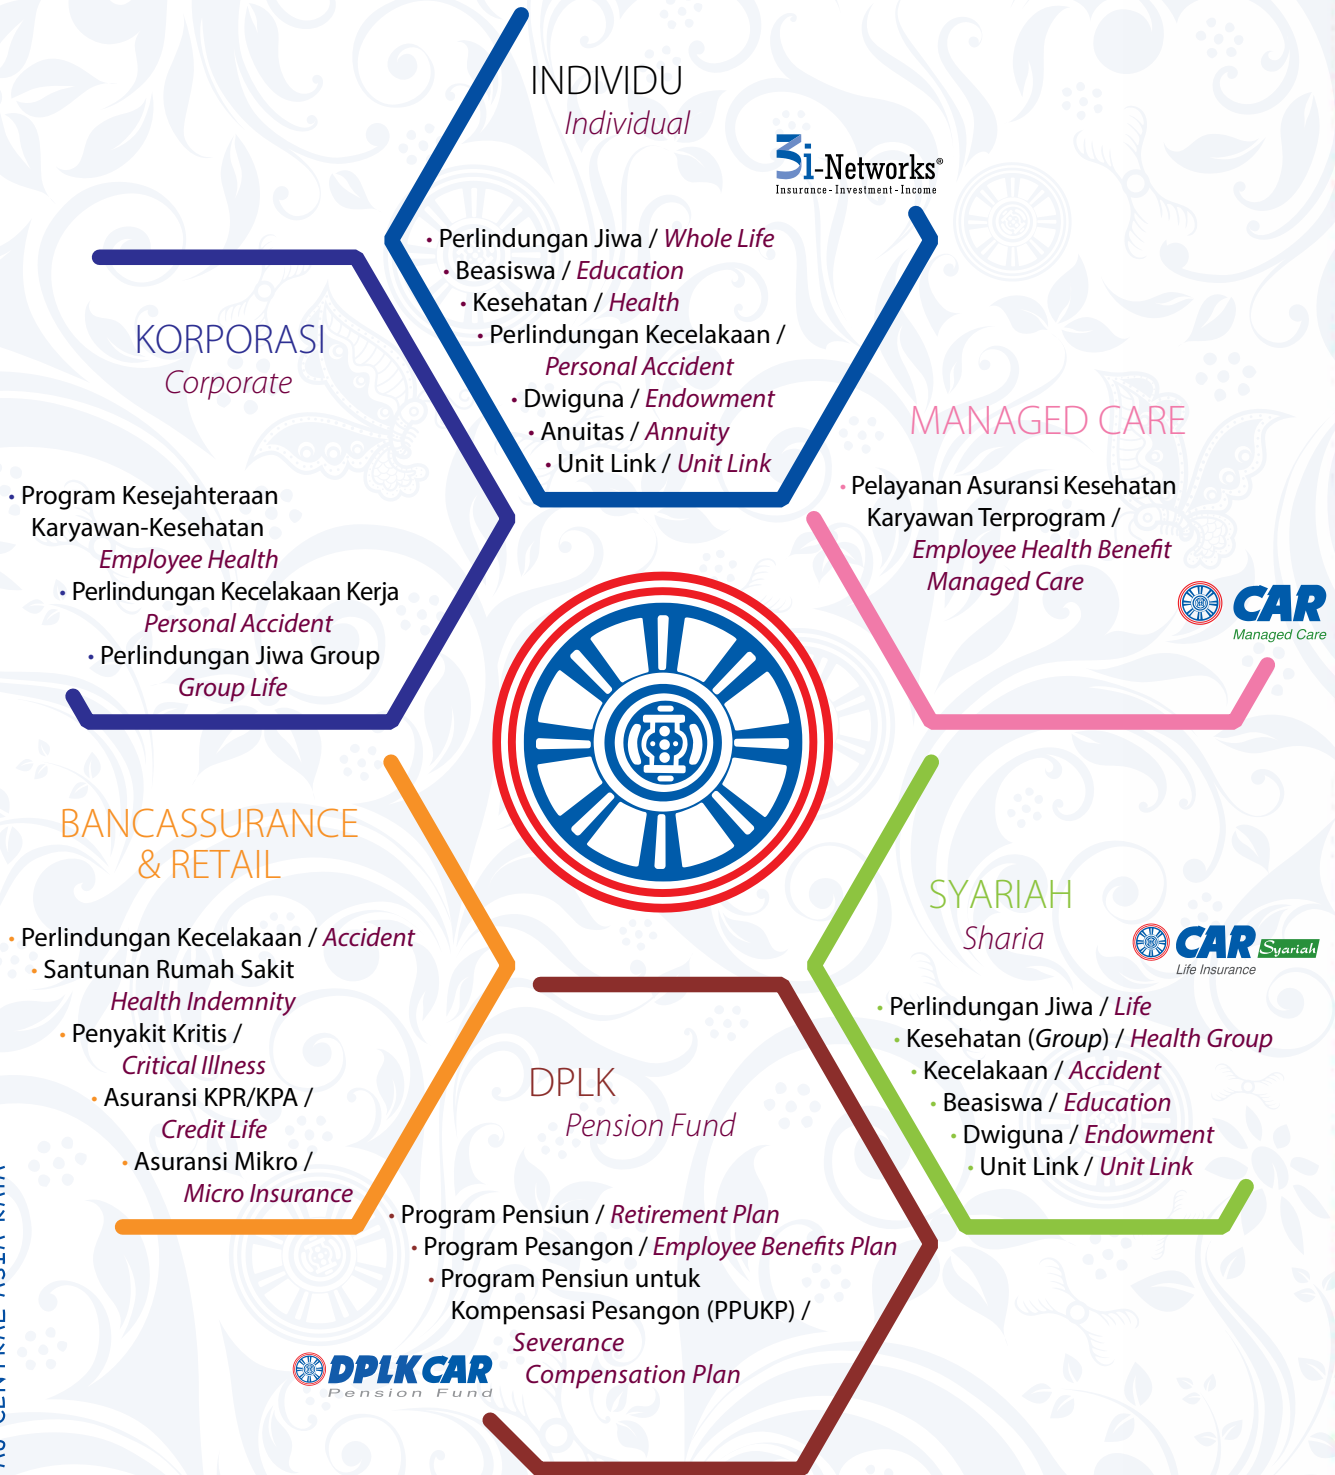 INDIVIDU
Individual
3i-Networks®
Insurance - Investment - Income
• Perlindungan Jiwa / Whole Life
• Beasiswa / Education
• Kesehatan / Health
• Perlindungan Kecelakaan /
Personal Accident
• Dwiguna / Endowment
• Anuitas / Annuity
• Unit Link / Unit Link
KORPORASI
Corporate
• Program Kesejahteraan
Karyawan-Kesehatan
Employee Health
• Perlindungan Kecelakaan Kerja
Personal Accident
• Perlindungan Jiwa Group
Group Life
MANAGED CARE
• Pelayanan Asuransi Kesehatan
Karyawan Terprogram /
Employee Health Benefit
Managed Care
CAR
Managed Care
BANCASSURANCE
& RETAIL
• Perlindungan Kecelakaan / Accident
• Santunan Rumah Sakit
Health Indemnity
• Penyakit Kritis /
Critical Illness
• Asuransi KPR/KPA /
Credit Life
• Asuransi Mikro /
Micro Insurance
SYARIAH
Sharia
CAR Syariah
Life Insurance
• Perlindungan Jiwa / Life
• Kesehatan (Group) / Health Group
• Kecelakaan / Accident
• Beasiswa / Education
• Dwiguna / Endowment
• Unit Link / Unit Link
DPLK
Pension Fund
• Program Pensiun / Retirement Plan
• Program Pesangon / Employee Benefits Plan
• Program Pensiun untuk
Kompensasi Pesangon (PPUKP) /
Severance
Compensation Plan
DPLK CAR
Pension Fund
CENTRAL ASIA RAYA